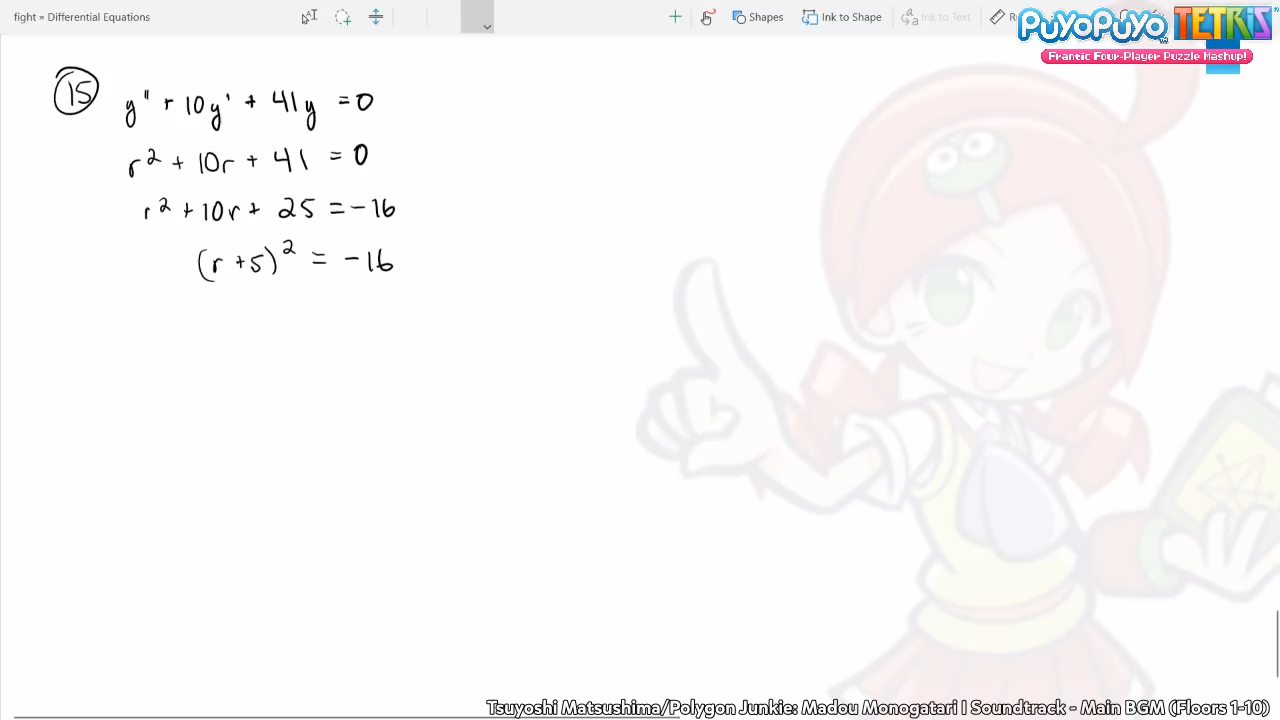 fight » Differential Equations
Shapes
Ink to Shape
Ink to Text
PuyoPuyo TETRIS
Frantic Four-Player Puzzle Mashup!
15
y" + 10y' + 41y = 0
r² + 10r + 41 = 0
r² + 10r + 25 = -16
(r + 5)² = -16
Tsuyoshi Matsushima/Polygon Junkie: Madou Monogatari I Soundtrack - Main BGM (Floors 1-10)